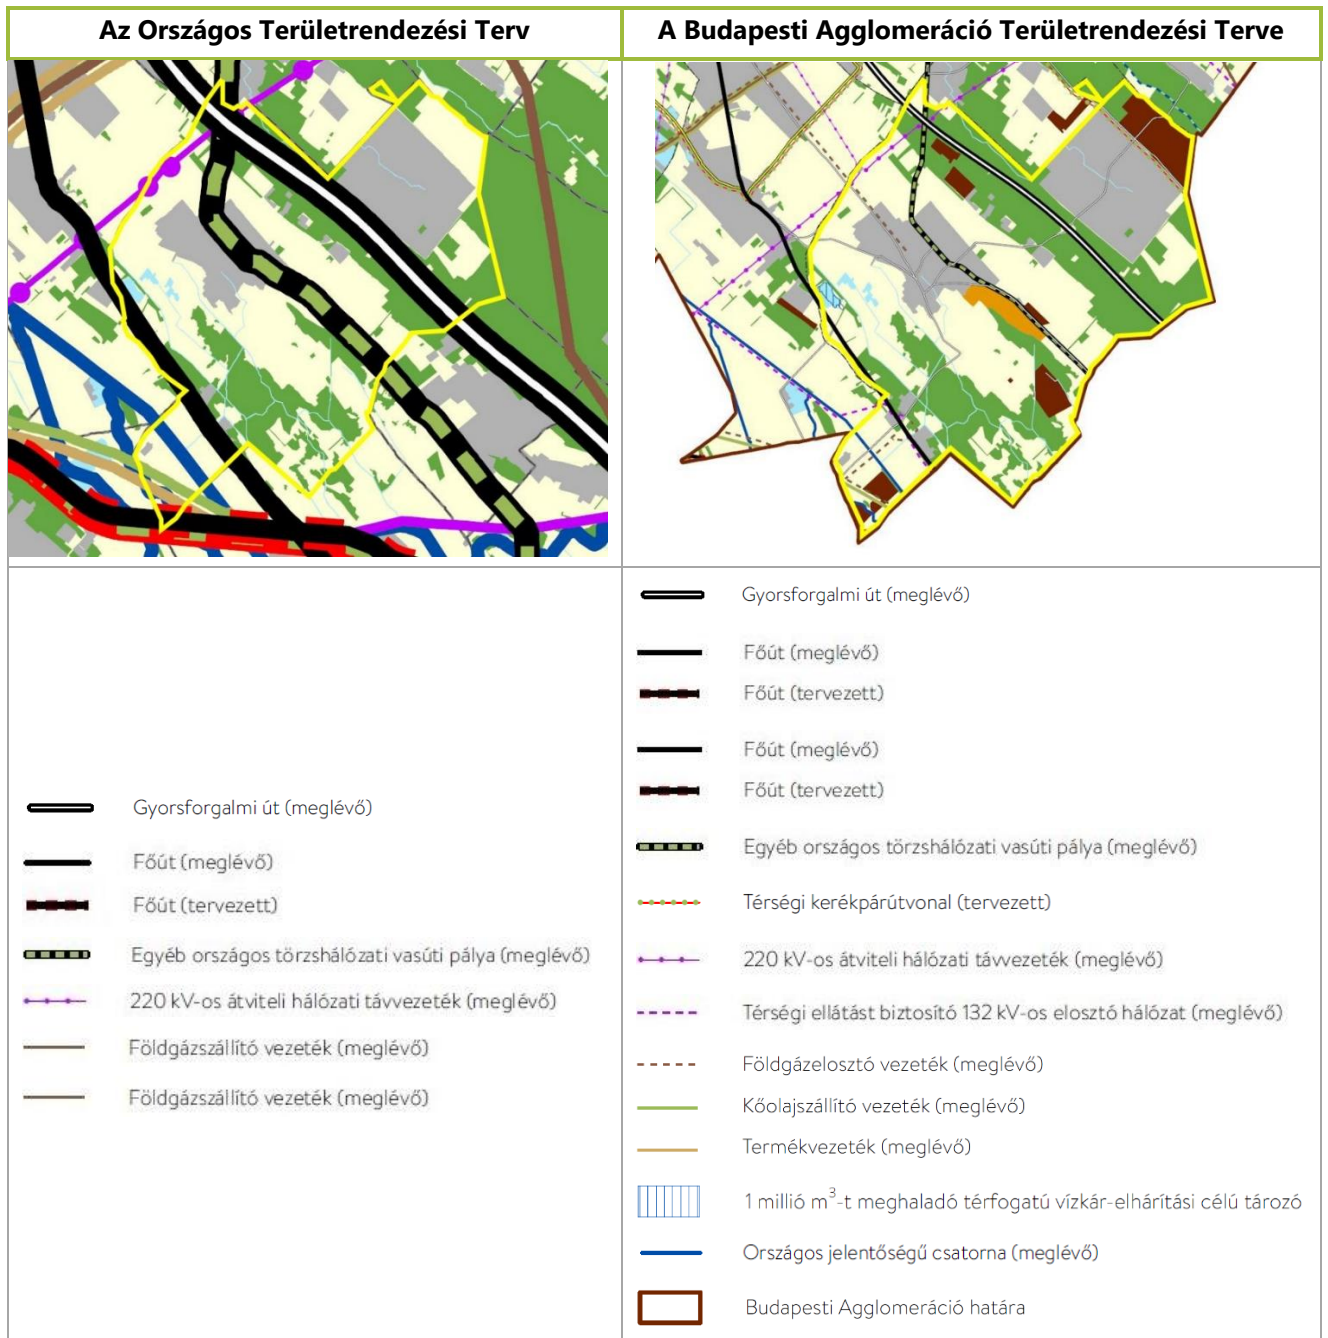 Az Országos Területrendezési Terv
A Budapesti Agglomeráció Területrendezési Terve
Gyorsforgalmi út (meglévő)
Főút (meglévő)
Főút (tervezett)
Egyéb országos törzshálózati vasúti pálya (meglévő)
220 kV-os átviteli hálózati távvezeték (meglévő)
Földgázszállító vezeték (meglévő)
Földgázszállító vezeték (meglévő)
Gyorsforgalmi út (meglévő)
Főút (meglévő)
Főút (tervezett)
Főút (meglévő)
Főút (tervezett)
Egyéb országos törzshálózati vasúti pálya (meglévő)
Térségi kerékpárútvonal (tervezett)
220 kV-os átviteli hálózati távvezeték (meglévő)
Térségi ellátást biztosító 132 kV-os elosztó hálózat (meglévő)
Földgázelosztó vezeték (meglévő)
Kőolajszállító vezeték (meglévő)
Termékvezeték (meglévő)
1 millió m³-t meghaladó térfogatú vízkár-elhárítási célú tározó
Országos jelentőségű csatorna (meglévő)
Budapesti Agglomeráció határa